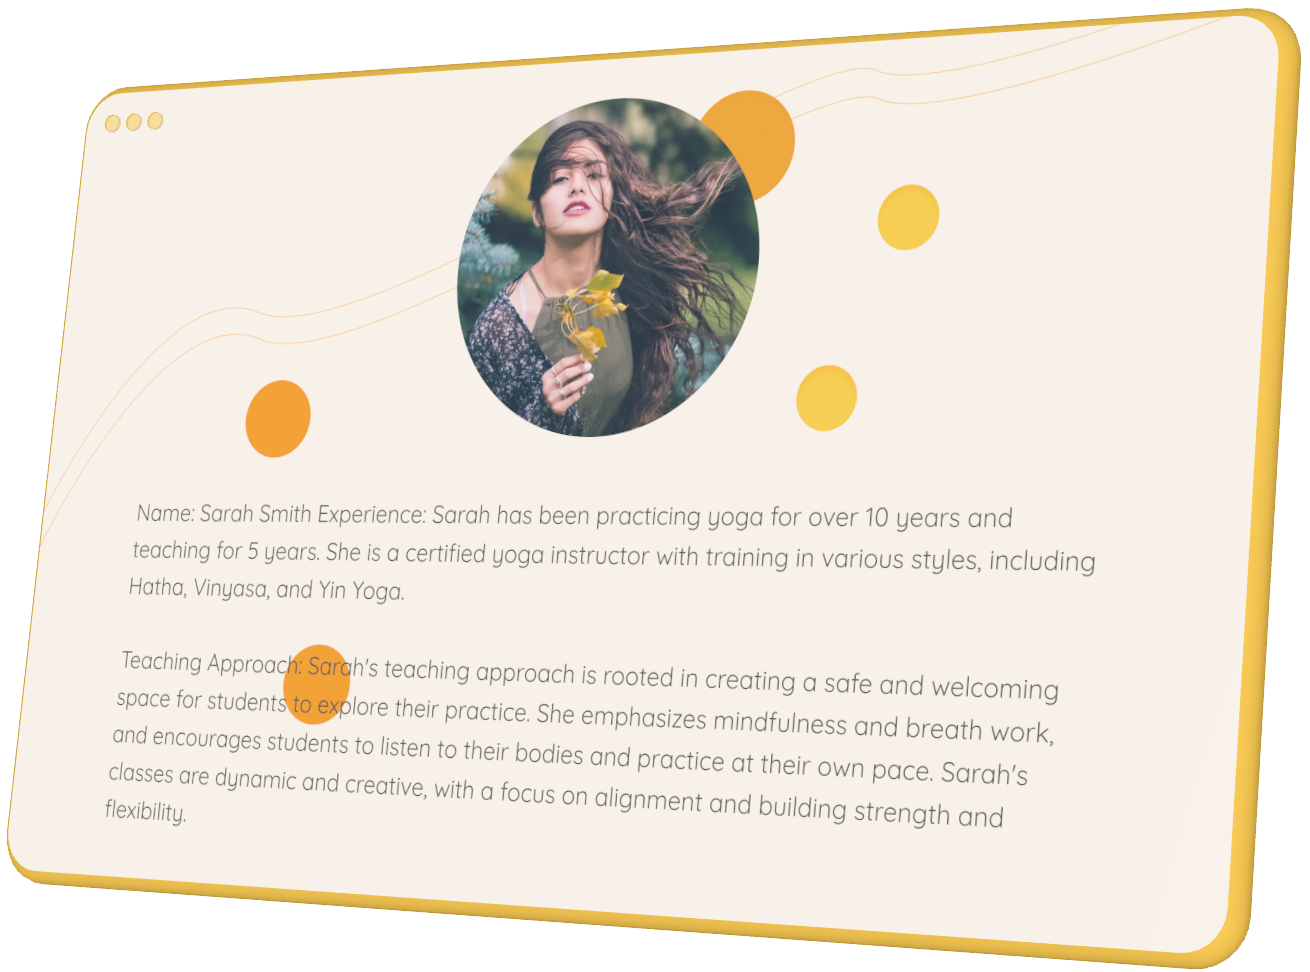 Name: Sarah Smith Experience: Sarah has been practicing yoga for over 10 years and
teaching for 5 years. She is a certified yoga instructor with training in various styles, including
Hatha, Vinyasa, and Yin Yoga.
Teaching Approach: Sarah's teaching approach is rooted in creating a safe and welcoming
space for students to explore their practice. She emphasizes mindfulness and breath work,
and encourages students to listen to their bodies and practice at their own pace. Sarah's
classes are dynamic and creative, with a focus on alignment and building strength and
flexibility.